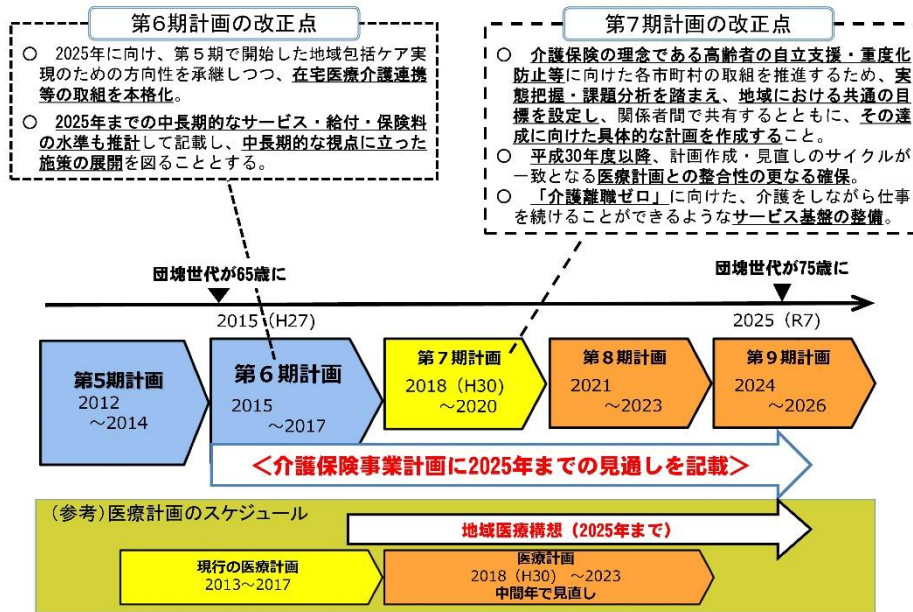 第６期計画の改正点
○　2025年に向け、第５期で開始した地域包括ケア実
現のための方向性を承継しつつ、在宅医療介護連携
等の取組を本格化。
○　2025年までの中長期的なサービス・給付・保険料
の水準も推計して記載し、中長期的な視点に立った
施策の展開を図ることとする。
第７期計画の改正点
○　介護保険の理念である高齢者の自立支援・重度化
防止等に向けた各市町村の取組を推進するため、実
態把握・課題分析を踏まえ、地域における共通の目
標を設定し、関係者間で共有するとともに、その達
成に向けた具体的な計画を作成すること。
○　平成30年度以降、計画作成・見直しのサイクルが
一致となる医療計画との整合性の更なる確保。
○　「介護離職ゼロ」に向けた、介護をしながら仕事
を続けることができるようなサービス基盤の整備。
団塊世代が65歳に
団塊世代が75歳に
2015（H27）
2025（R7）
第5期計画
2012
～2014
第６期計画
2015
～2017
第７期計画
2018（H30）
～2020
第８期計画
2021
～2023
第９期計画
2024
～2026
＜介護保険事業計画に2025年までの見通しを記載＞
（参考）医療計画のスケジュール
地域医療構想（2025年まで）
現行の医療計画
2013～2017
医療計画
2018（H30）　～2023
中間年で見直し